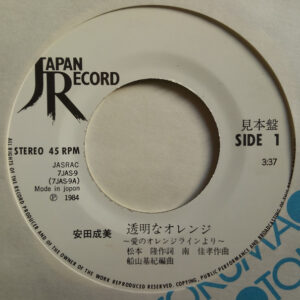 JAPAN
RECORD
見本盤
STEREO 45 RPM
SIDE 1
JASRAC
7JAS-9
(7JAS-9A)
Made in japan
Ⓟ 1984
3:37
安田成美
透明なオレンジ
〜愛のオレンジラインより〜
松本 隆作詞 南 佳孝作曲
船山基紀編曲
ALL RIGHTS OF THE RECORD PRODUCER AND OF THE OWNER OF THE RECORDED WORK RESERVED. UNAUTHORIZED COPYING, PUBLIC PERFORMANCE AND BROADCASTING